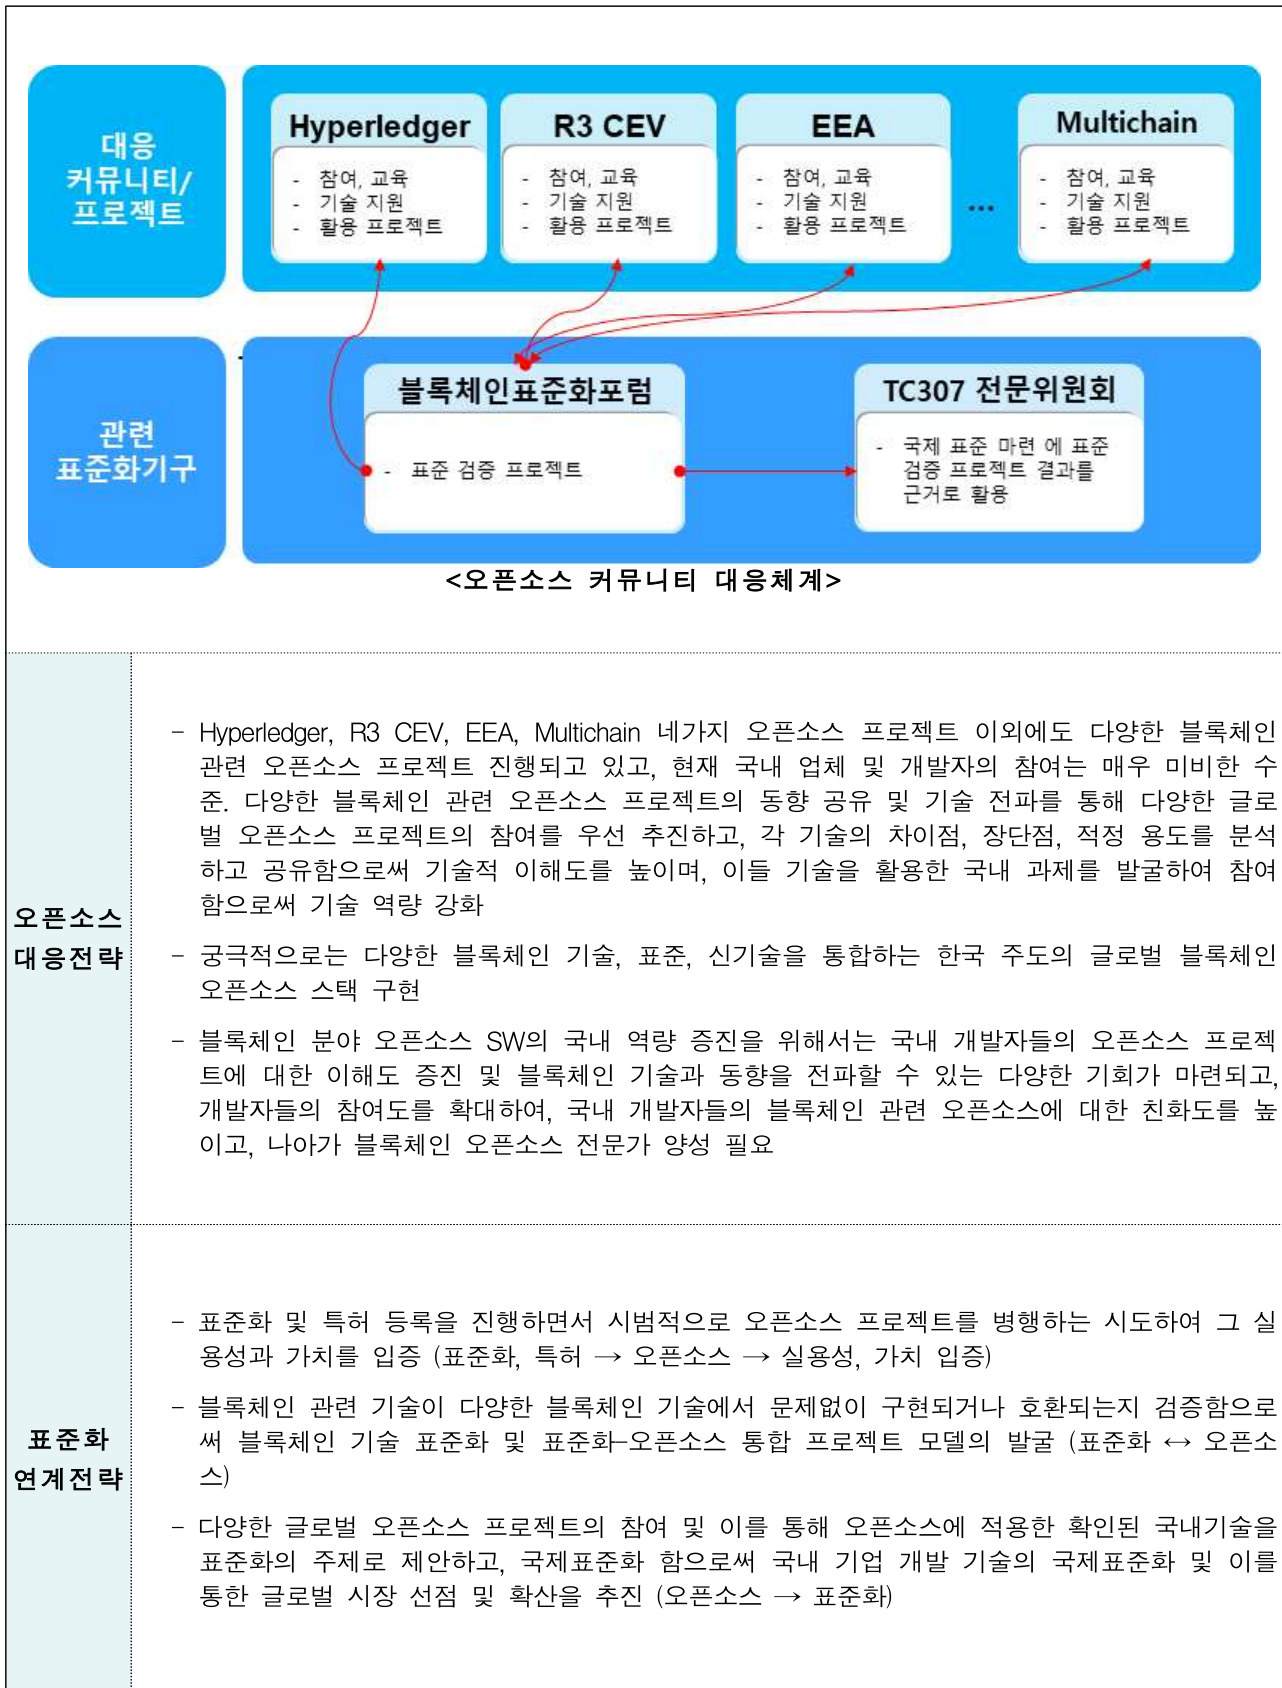 대응
커뮤니티/
프로젝트
Hyperledger
- 참여, 교육
- 기술 지원
- 활용 프로젝트
R3 CEV
- 참여, 교육
- 기술 지원
- 활용 프로젝트
EEA
- 참여, 교육
- 기술 지원
- 활용 프로젝트
...
Multichain
- 참여, 교육
- 기술 지원
- 활용 프로젝트
관련
표준화기구
블록체인표준화포럼
- 표준 검증 프로젝트
TC307 전문위원회
- 국제 표준 마련 에 표준
검증 프로젝트 결과를
근거로 활용
<오픈소스 커뮤니티 대응체계>
오픈소스
대응전략
- Hyperledger, R3 CEV, EEA, Multichain 네가지 오픈소스 프로젝트 이외에도 다양한 블록체인
관련 오픈소스 프로젝트 진행되고 있고, 현재 국내 업체 및 개발자의 참여는 매우 미비한 수
준. 다양한 블록체인 관련 오픈소스 프로젝트의 동향 공유 및 기술 전파를 통해 다양한 글로
벌 오픈소스 프로젝트의 참여를 우선 추진하고, 각 기술의 차이점, 장단점, 적정 용도를 분석
하고 공유함으로써 기술적 이해도를 높이며, 이들 기술을 활용한 국내 과제를 발굴하여 참여
함으로써 기술 역량 강화
- 궁극적으로는 다양한 블록체인 기술, 표준, 신기술을 통합하는 한국 주도의 글로벌 블록체인
오픈소스 스택 구현
- 블록체인 분야 오픈소스 SW의 국내 역량 증진을 위해서는 국내 개발자들의 오픈소스 프로젝
트에 대한 이해도 증진 및 블록체인 기술과 동향을 전파할 수 있는 다양한 기회가 마련되고,
개발자들의 참여도를 확대하여, 국내 개발자들의 블록체인 관련 오픈소스에 대한 친화도를 높
이고, 나아가 블록체인 오픈소스 전문가 양성 필요
표준화
연계전략
- 표준화 및 특허 등록을 진행하면서 시범적으로 오픈소스 프로젝트를 병행하는 시도하여 그 실
용성과 가치를 입증 (표준화, 특허 → 오픈소스 → 실용성, 가치 입증)
- 블록체인 관련 기술이 다양한 블록체인 기술에서 문제없이 구현되거나 호환되는지 검증함으로
써 블록체인 기술 표준화 및 표준화-오픈소스 통합 프로젝트 모델의 발굴 (표준화 ↔ 오픈소
스)
- 다양한 글로벌 오픈소스 프로젝트의 참여 및 이를 통해 오픈소스에 적용한 확인된 국내기술을
표준화의 주제로 제안하고, 국제표준화 함으로써 국내 기업 개발 기술의 국제표준화 및 이를
통한 글로벌 시장 선점 및 확산을 추진 (오픈소스 → 표준화)